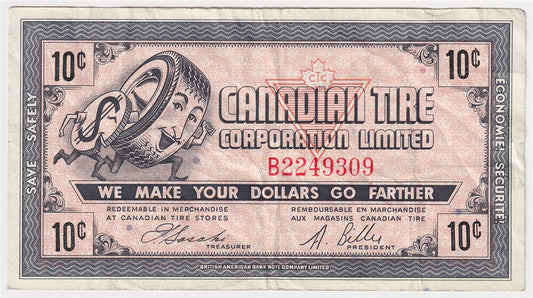 10¢ 10¢
CTC
CANADIAN TIRE
CORPORATION LIMITED
B2249309
SAVE SAFELY
ÉCONOMIE! SÉCURITÉ!
$
WE MAKE YOUR DOLLARS GO FARTHER
REDEEMABLE IN MERCHANDISE
AT CANADIAN TIRE STORES
REMBOURSABLE EN MARCHANDISE
AUX MAGASINS CANADIAN TIRE
10¢ 10¢
TREASURER
A. Billes
PRESIDENT
BRITISH AMERICAN BANK NOTE COMPANY LIMITED